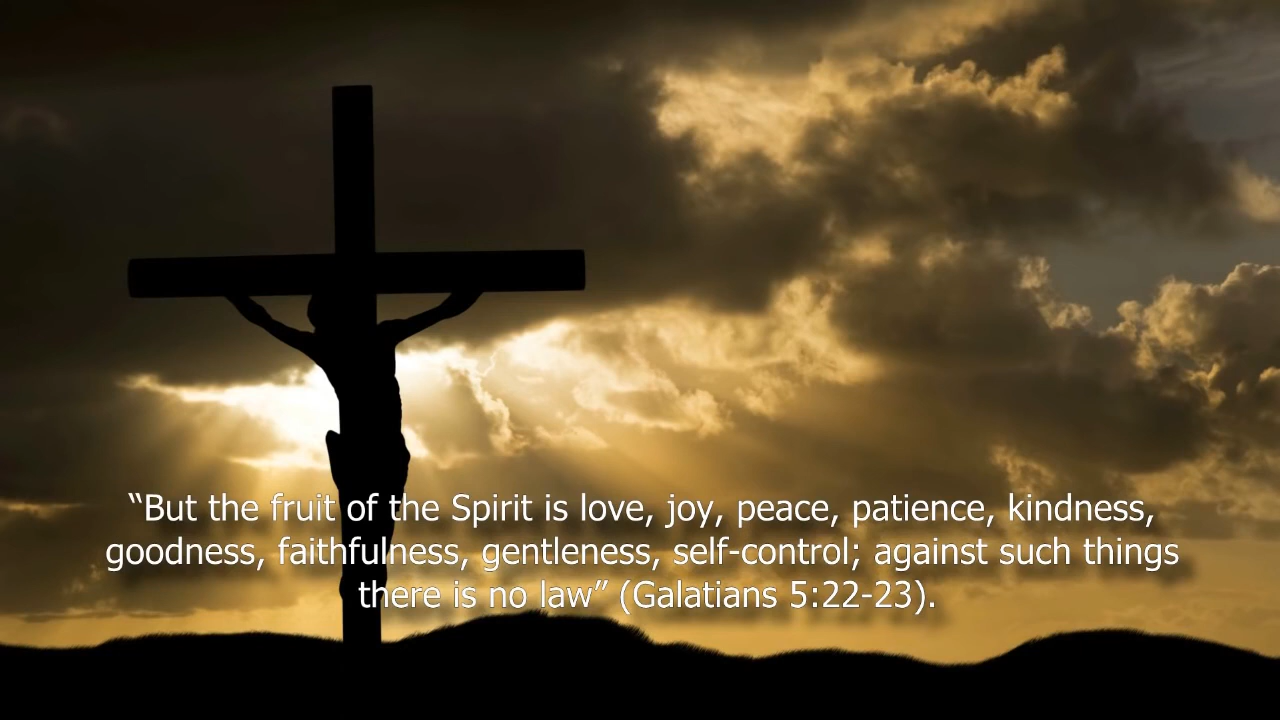 “But the fruit of the Spirit is love, joy, peace, patience, kindness,
goodness, faithfulness, gentleness, self-control; against such things
there is no law” (Galatians 5:22-23).